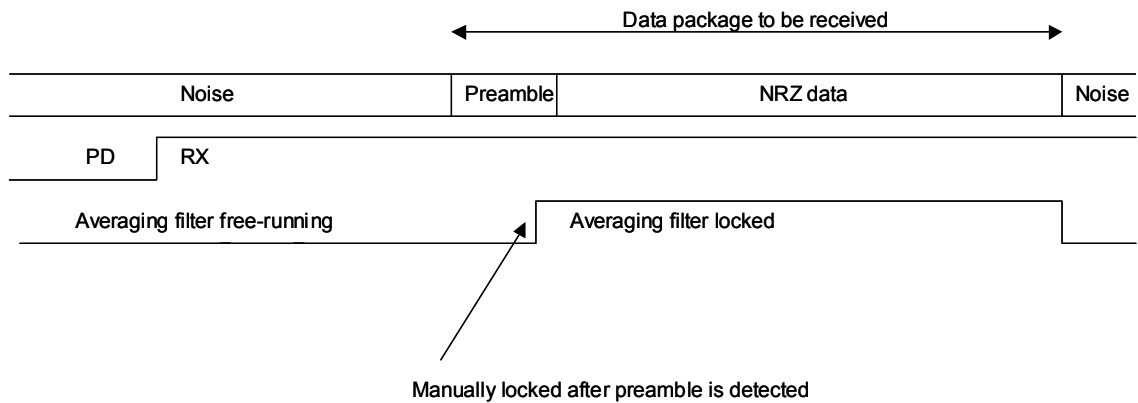 Data package to be received
Noise
Preamble
NRZ data
Noise
PD
RX
Averaging filter free-running
Averaging filter locked
Manually locked after preamble is detected